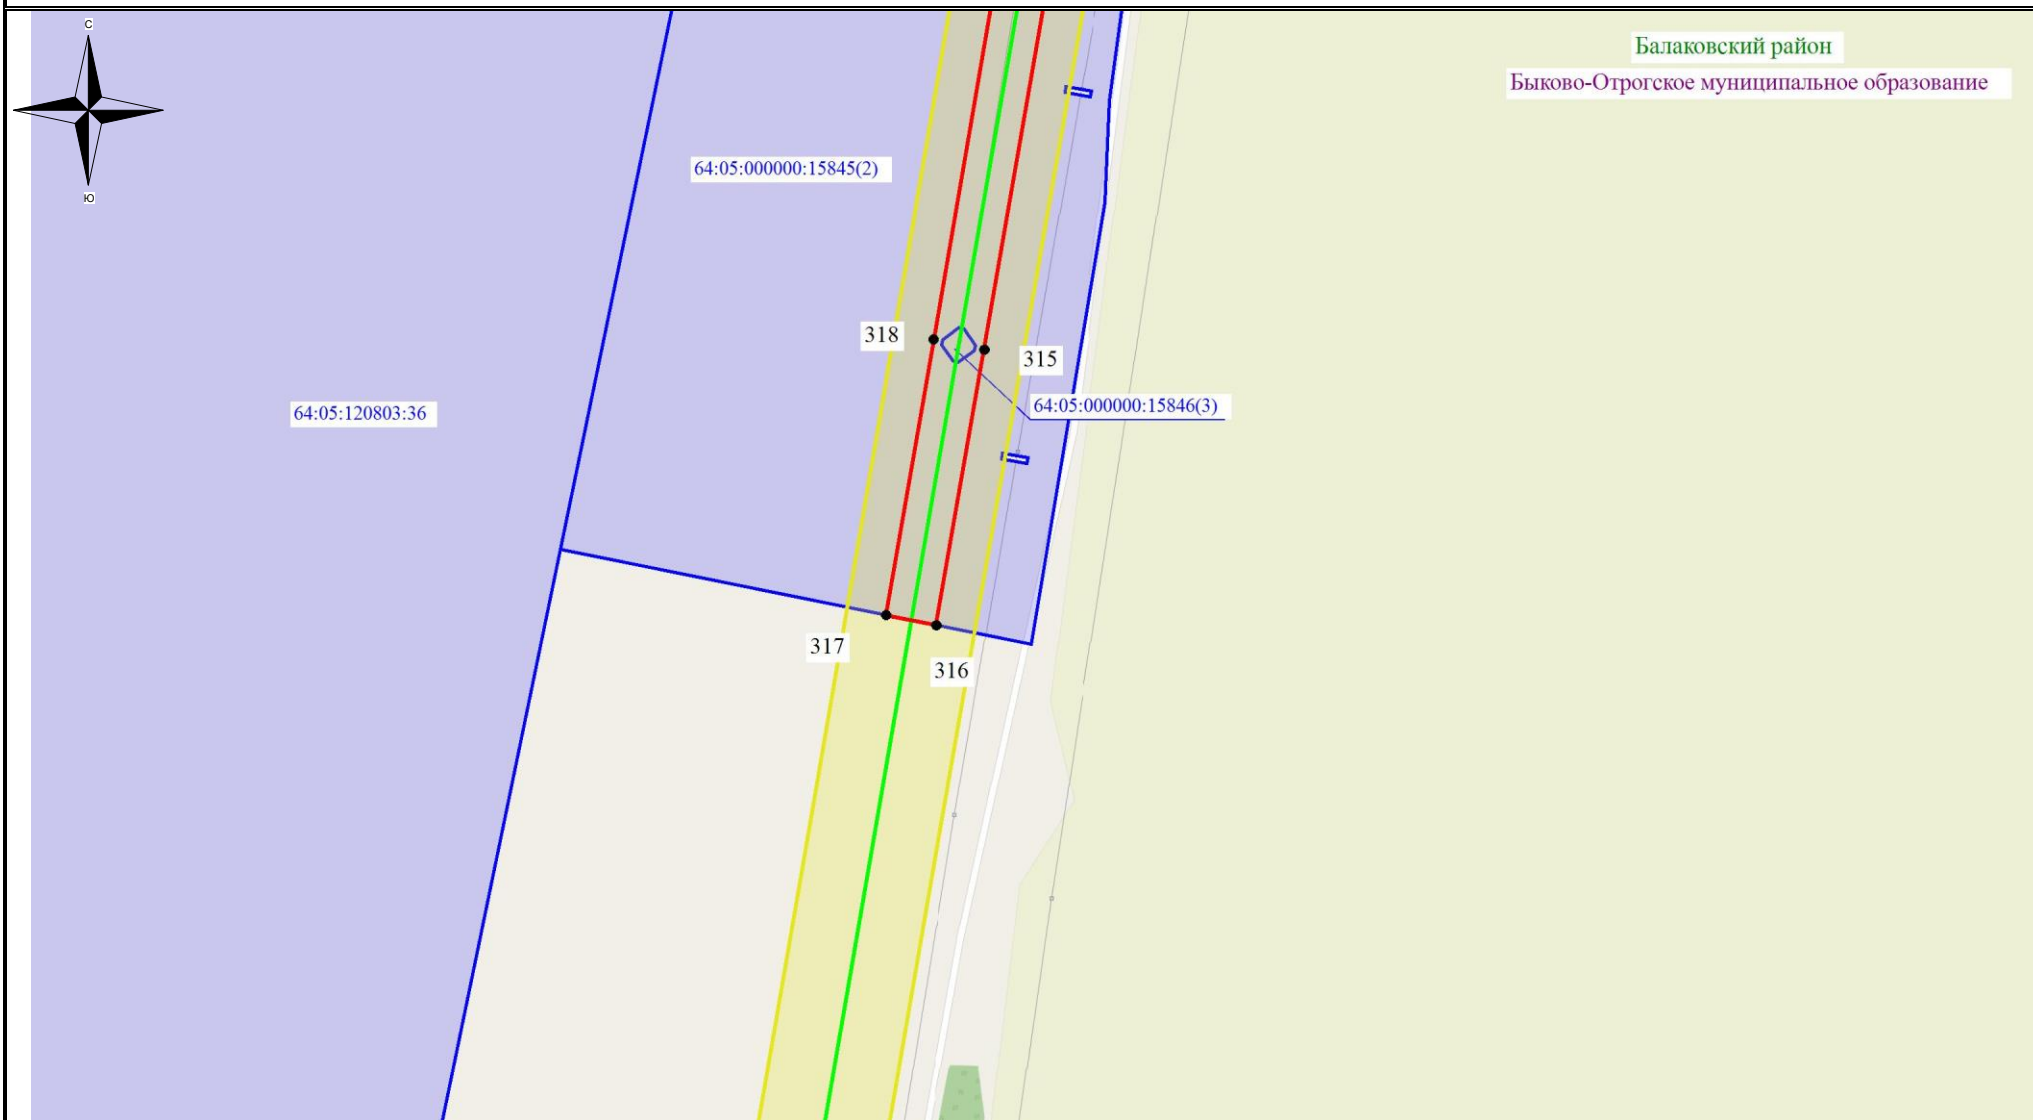 С
Ю
Балаковский район
Быково-Отрогское муниципальное образование
64:05:000000:15845(2)
318
315
64:05:000000:15846(3)
64:05:120803:36
317
316